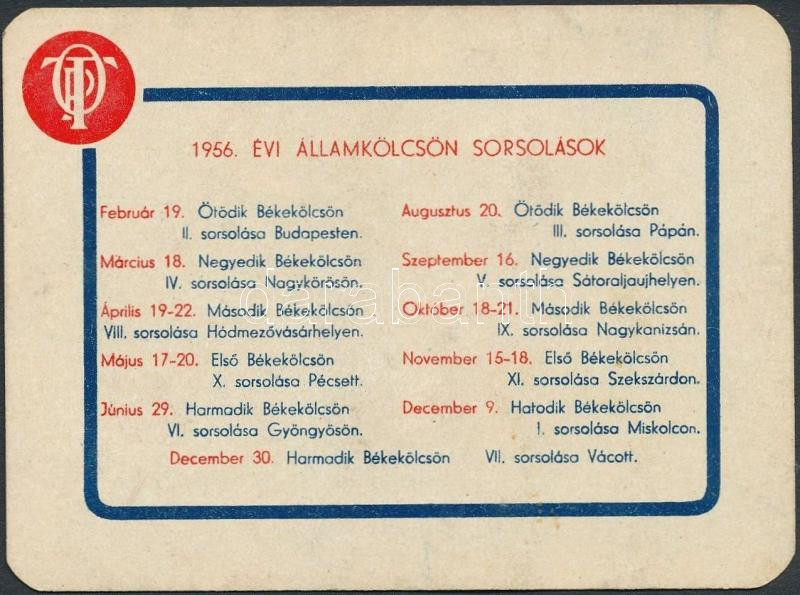 OTP
1956. ÉVI ÁLLAMKÖLCSÖN SORSOLÁSOK
Február 19. Ötödik Békekölcsön
II. sorsolása Budapesten.
Március 18. Negyedik Békekölcsön
IV. sorsolása Nagykőrösön.
Április 19-22. Második Békekölcsön
VIII. sorsolása Hódmezővásárhelyen.
Május 17-20. Első Békekölcsön
X. sorsolása Pécsett.
Június 29. Harmadik Békekölcsön
VI. sorsolása Gyöngyösön.
Augusztus 20. Ötödik Békekölcsön
III. sorsolása Pápán.
Szeptember 16. Negyedik Békekölcsön
V. sorsolása Sátoraljaujhelyen.
Október 18-21. Második Békekölcsön
IX. sorsolása Nagykanizsán.
November 15-18. Első Békekölcsön
XI. sorsolása Szekszárdon.
December 9. Hatodik Békekölcsön
I. sorsolása Miskolcon.
December 30. Harmadik Békekölcsön VII. sorsolása Vácott.
darabanth